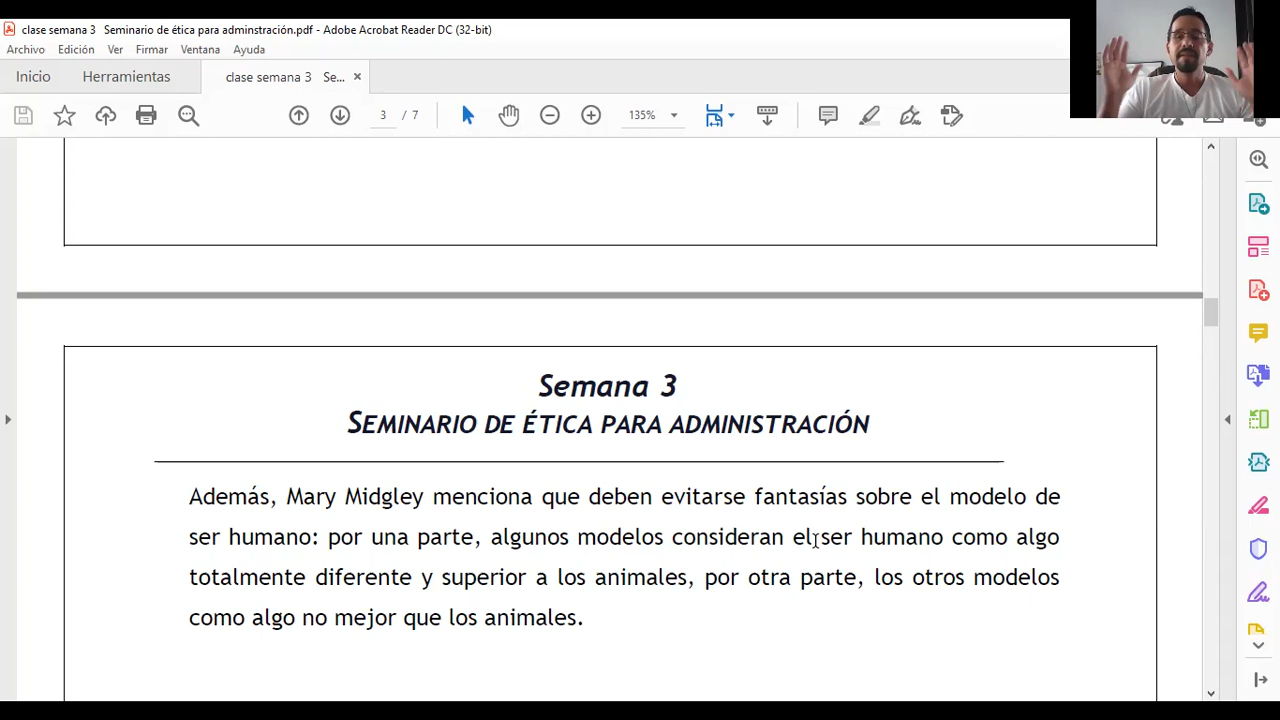 clase semana 3 Seminario de ética para adminstración.pdf - Adobe Acrobat Reader DC (32-bit)
Archivo Edición Ver Firmar Ventana Ayuda
Inicio Herramientas clase semana 3 Se... ×
3 / 7 135%
Semana 3
SEMINARIO DE ÉTICA PARA ADMINISTRACIÓN
Además, Mary Midgley menciona que deben evitarse fantasías sobre el modelo de
ser humano: por una parte, algunos modelos consideran el ser humano como algo
totalmente diferente y superior a los animales, por otra parte, los otros modelos
como algo no mejor que los animales.